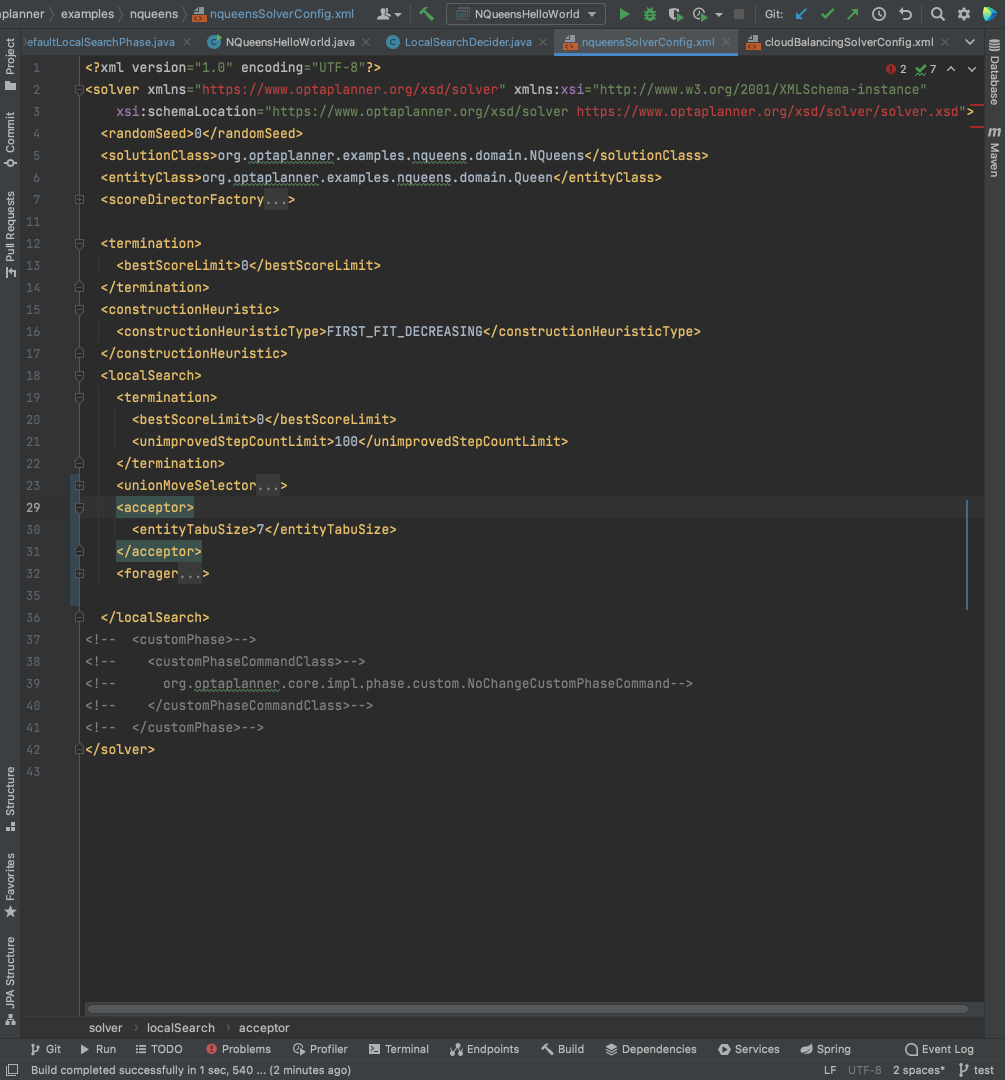 planner examples nqueens nqueensSolverConfig.xml NQueensHelloWorld Git:
efaultLocalSearchPhase.java NQueensHelloWorld.java LocalSearchDecider.java nqueensSolverConfig.xml cloudBalancingSolverConfig.xml
Project
Commit
Pull Requests
Structure
Favorites
JPA Structure
Database
m Maven
2 7
1 <?xml version="1.0" encoding="UTF-8"?>
2 <solver xmlns="https://www.optaplanner.org/xsd/solver" xmlns:xsi="http://www.w3.org/2001/XMLSchema-instance"
3 xsi:schemaLocation="https://www.optaplanner.org/xsd/solver https://www.optaplanner.org/xsd/solver/solver.xsd">
4 <randomSeed>0</randomSeed>
5 <solutionClass>org.optaplanner.examples.nqueens.domain.NQueens</solutionClass>
6 <entityClass>org.optaplanner.examples.nqueens.domain.Queen</entityClass>
7 <scoreDirectorFactory...>
11
12 <termination>
13 <bestScoreLimit>0</bestScoreLimit>
14 </termination>
15 <constructionHeuristic>
16 <constructionHeuristicType>FIRST_FIT_DECREASING</constructionHeuristicType>
17 </constructionHeuristic>
18 <localSearch>
19 <termination>
20 <bestScoreLimit>0</bestScoreLimit>
21 <unimprovedStepCountLimit>100</unimprovedStepCountLimit>
22 </termination>
23 <unionMoveSelector...>
29 <acceptor>
30 <entityTabuSize>7</entityTabuSize>
31 </acceptor>
32 <forager...>
35
36 </localSearch>
37 <!-- <customPhase>-->
38 <!-- <customPhaseCommandClass>-->
39 <!-- org.optaplanner.core.impl.phase.custom.NoChangeCustomPhaseCommand-->
40 <!-- </customPhaseCommandClass>-->
41 <!-- </customPhase>-->
42 </solver>
43
solver localSearch acceptor
Git Run TODO Problems Profiler Terminal Endpoints Build Dependencies Services Spring Event Log
Build completed successfully in 1 sec, 540 ... (2 minutes ago) LF UTF-8 2 spaces* test